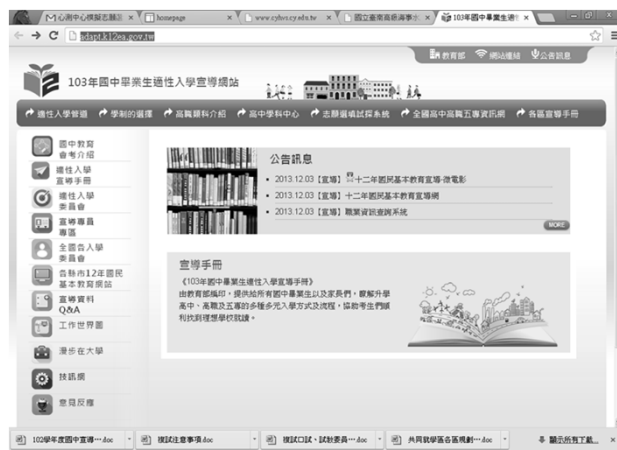 心測中心模擬志願選
homepage
www.cyhvs.cy.edu.tw
國立臺東高級海事水
103年國中畢業生適性
adapt.k12ea.gov.tw
教育部 網站連結 公告訊息
103年國中畢業生適性入學宣導網站
適性入學管道 學制的選擇 高職類科介紹 高中學科中心 志願選填試探系統 全國高中高職五專資訊網 各區宣導手冊
國中教育
會考介紹
適性入學
宣導手冊
適性入學
委員會
宣導專員
專區
全國各入學
委員會
各縣市12年國民
基本教育網站
宣導資料
Q&A
工作世界圖
漫步在大學
技訊網
意見反應
公告訊息
2013.12.03【宣導】十二年國民基本教育宣導-微電影
2013.12.03【宣導】十二年國民基本教育宣導網
2013.12.03【宣導】職業資訊查詢系統
MORE
宣導手冊
《103年國中畢業生適性入學宣導手冊》
由教育部編印，提供給所有國中畢業生以及家長們，瞭解升學
高中、高職及五專的多種多元入學方式及流程，協助考生們順
利找到理想學校就讀。
102學年度國中宣導….doc
模試注意事項.doc
模試口試、試教委員….doc
共同就學區各區規劃….doc
顯示所有下載...